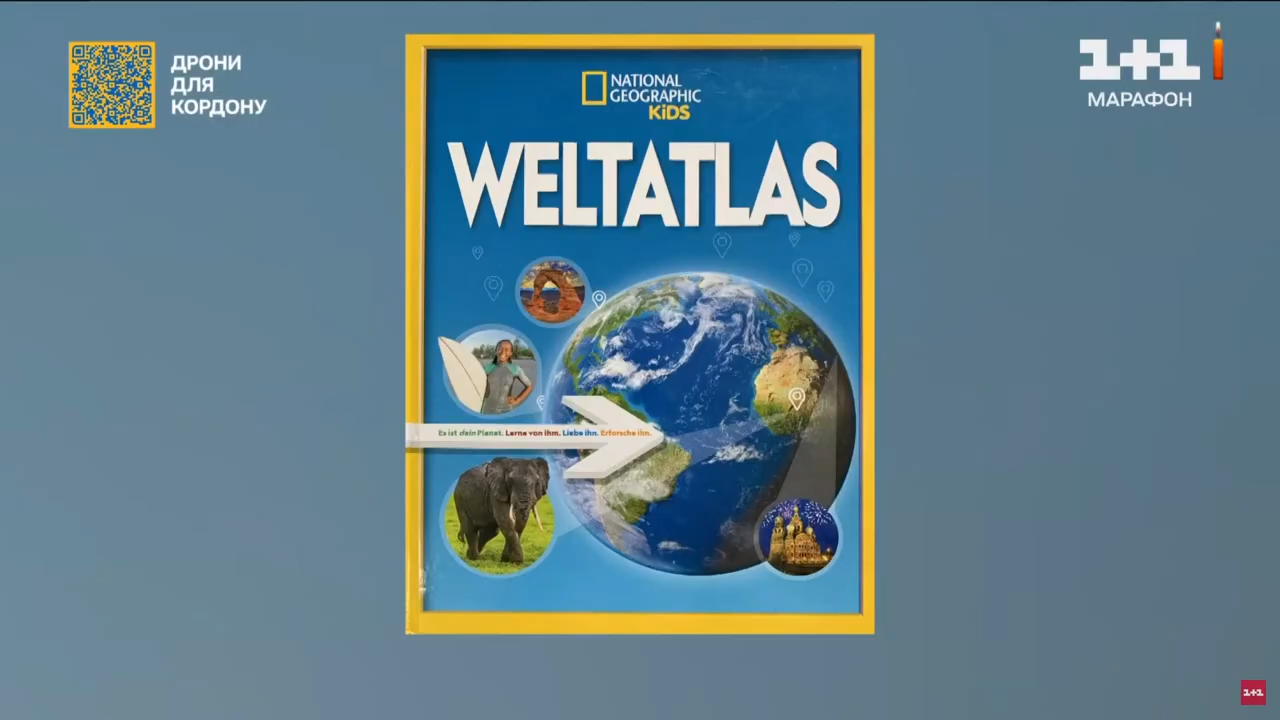 ДРОНИ
ДЛЯ
КОРДОНУ
NATIONAL
GEOGRAPHIC
KiDS
WELTATLAS
Es ist dein Planet. Lerne von ihm. Liebe ihn. Erforsche ihn.
1+1
МАРАФОН
1+1